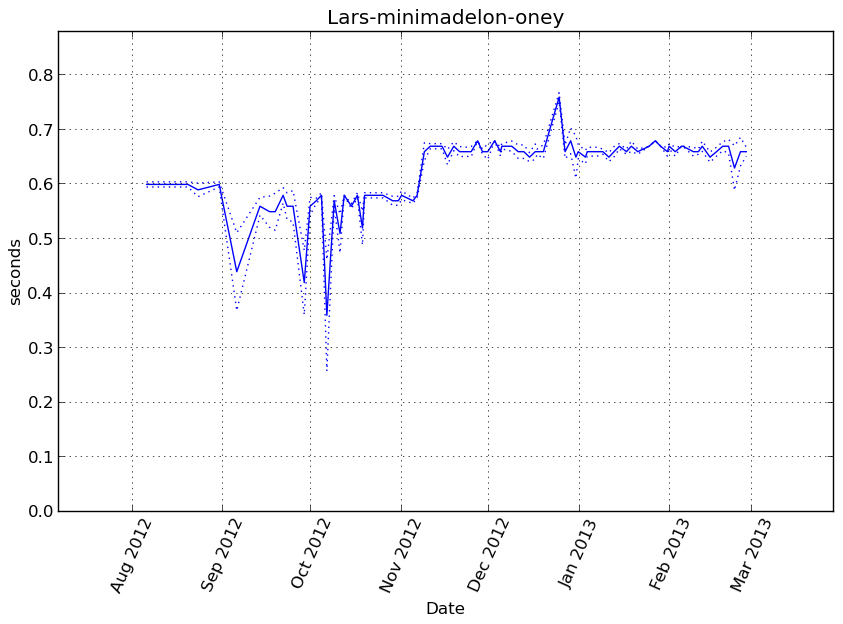 Lars-minimadelon-oney
0.8
0.7
0.6
0.5
0.4
0.3
0.2
0.1
0.0
seconds
Aug 2012
Sep 2012
Oct 2012
Nov 2012
Dec 2012
Jan 2013
Feb 2013
Mar 2013
Date